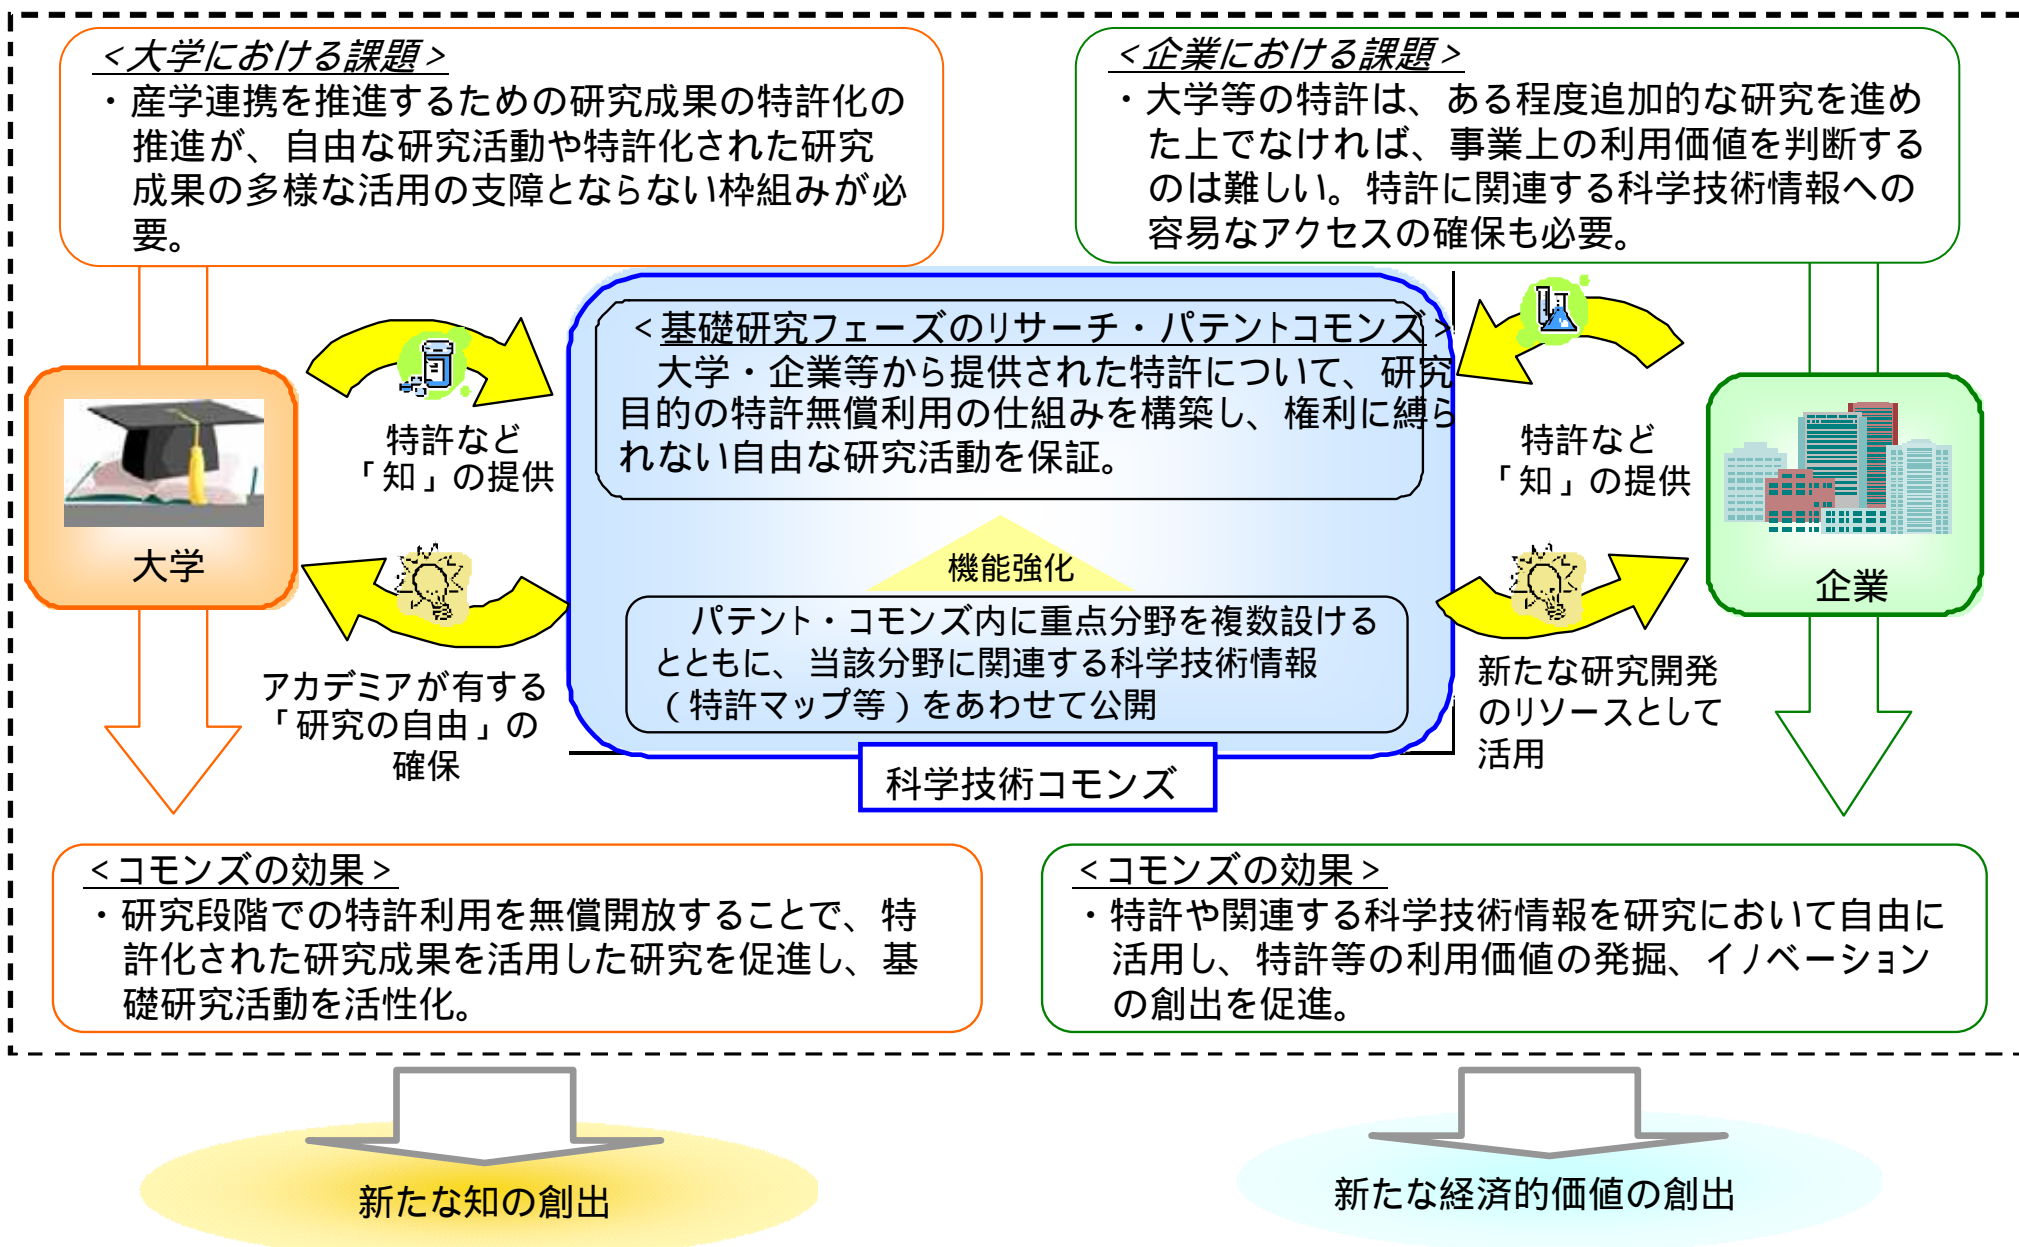 <大学における課題>
・産学連携を推進するための研究成果の特許化の
推進が、自由な研究活動や特許化された研究
成果の多様な活用の支障とならない枠組みが必
要。
<企業における課題>
・大学等の特許は、ある程度追加的な研究を進め
た上でなければ、事業上の利用価値を判断する
のは難しい。特許に関連する科学技術情報への
容易なアクセスの確保も必要。
<基礎研究フェーズのリサーチ・パテントコモンズ>
大学・企業等から提供された特許について、研究
目的の特許無償利用の仕組みを構築し、権利に縛ら
れない自由な研究活動を保証。
特許など
「知」の提供
特許など
「知」の提供
大学
機能強化
企業
パテント・コモンズ内に重点分野を複数設ける
とともに、当該分野に関連する科学技術情報
(特許マップ等)をあわせて公開
アカデミアが有する
「研究の自由」の
確保
新たな研究開発
のリソースとして
活用
科学技術コモンズ
<コモンズの効果>
・研究段階での特許利用を無償開放することで、特
許化された研究成果を活用した研究を促進し、基
礎研究活動を活性化。
<コモンズの効果>
・特許や関連する科学技術情報を研究において自由に
活用し、特許等の利用価値の発掘、イノベーション
の創出を促進。
新たな知の創出
新たな経済的価値の創出